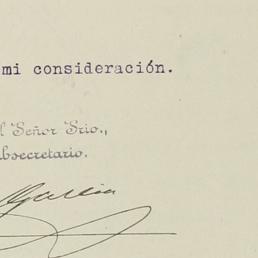 mi consideración.
l Señor Srio.,
bsecretario.